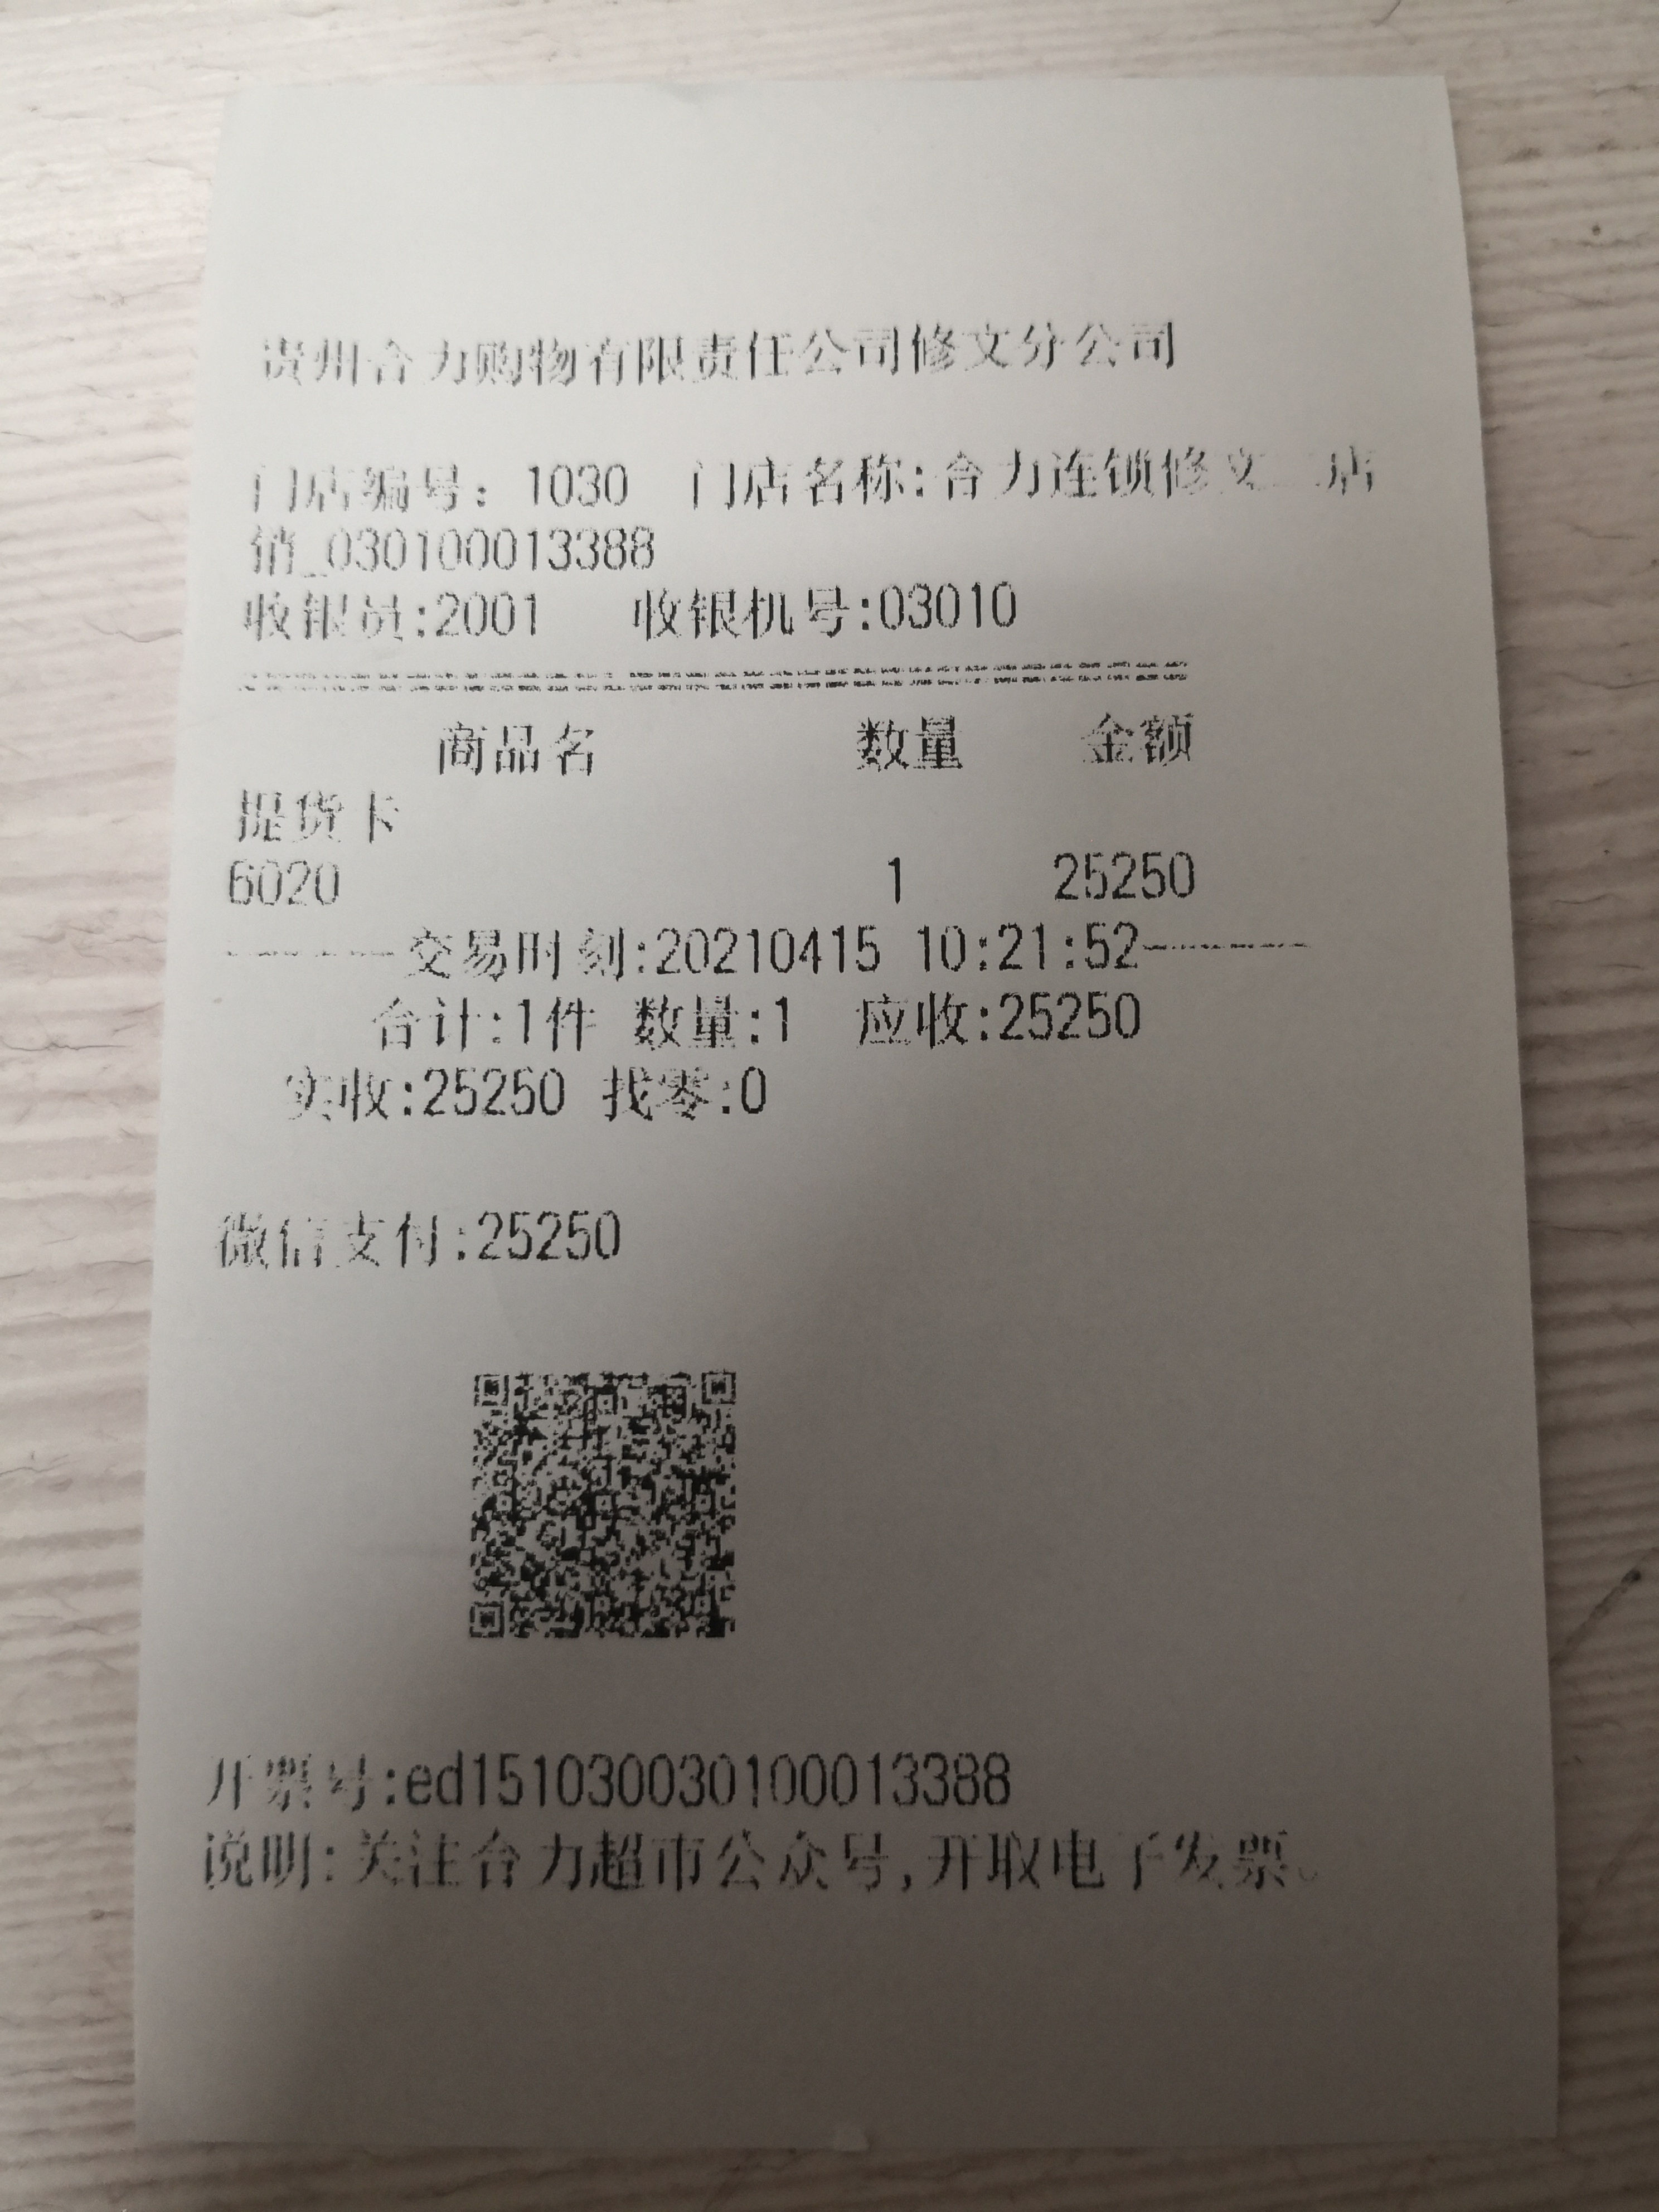 贵州合力购物有限责任公司修文分公司
门店编号: 1030 门店名称:合力连锁修文二店
销_030100013388
收银员:2001 收银机号:03010
商品名 数量 金额
提货卡
6020 1 25250
--------交易时刻:20210415 10:21:52--------
合计:1件 数量:1 应收:25250
实收:25250 找零:0
微信支付:25250
开票号:ed151030030100013388
说明:关注合力超市公众号,开取电子发票。